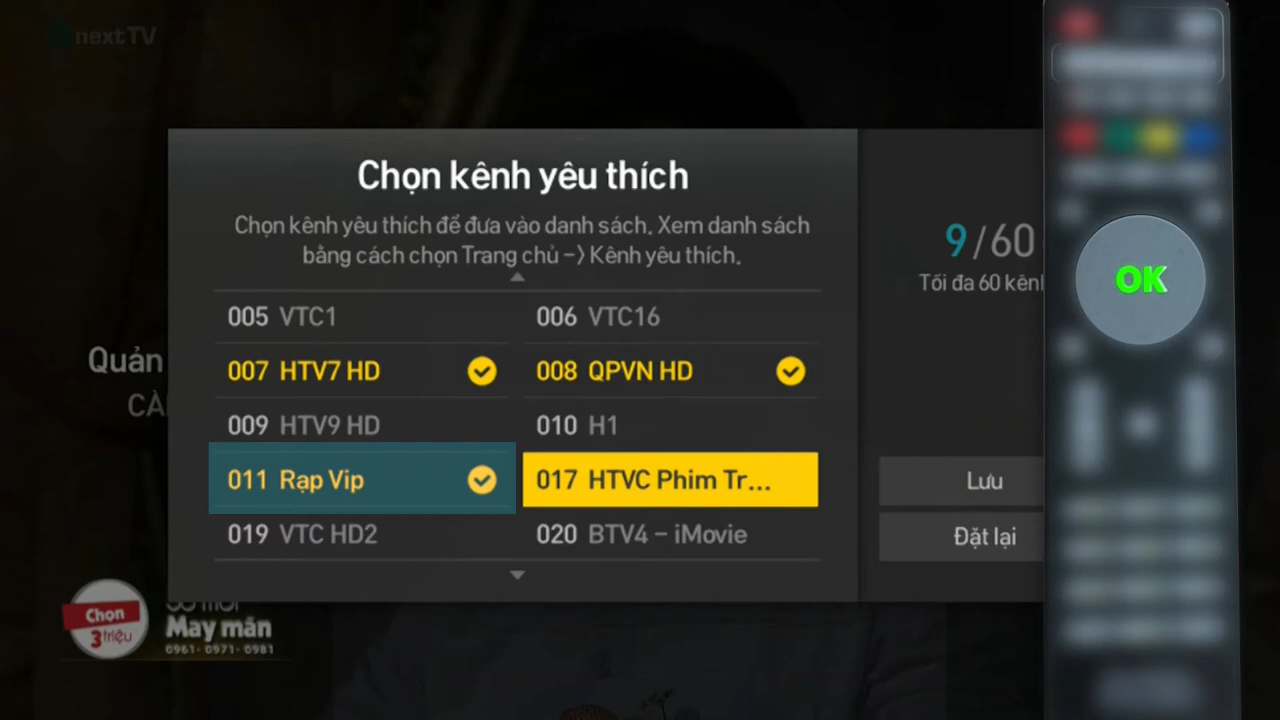 nextTV
Chọn kênh yêu thích
Chọn kênh yêu thích để đưa vào danh sách. Xem danh sách
bằng cách chọn Trang chủ -> Kênh yêu thích.
005 VTC1
006 VTC16
007 HTV7 HD
008 QPVN HD
009 HTV9 HD
010 H1
011 Rạp Vip
017 HTVC Phim Tr...
019 VTC HD2
020 BTV4 - iMovie
9/60
Tối đa 60 kênh
Lưu
Đặt lại
OK
Quản
CÀ
Chọn
3 triệu
May mắn
0961- 0971- 0981